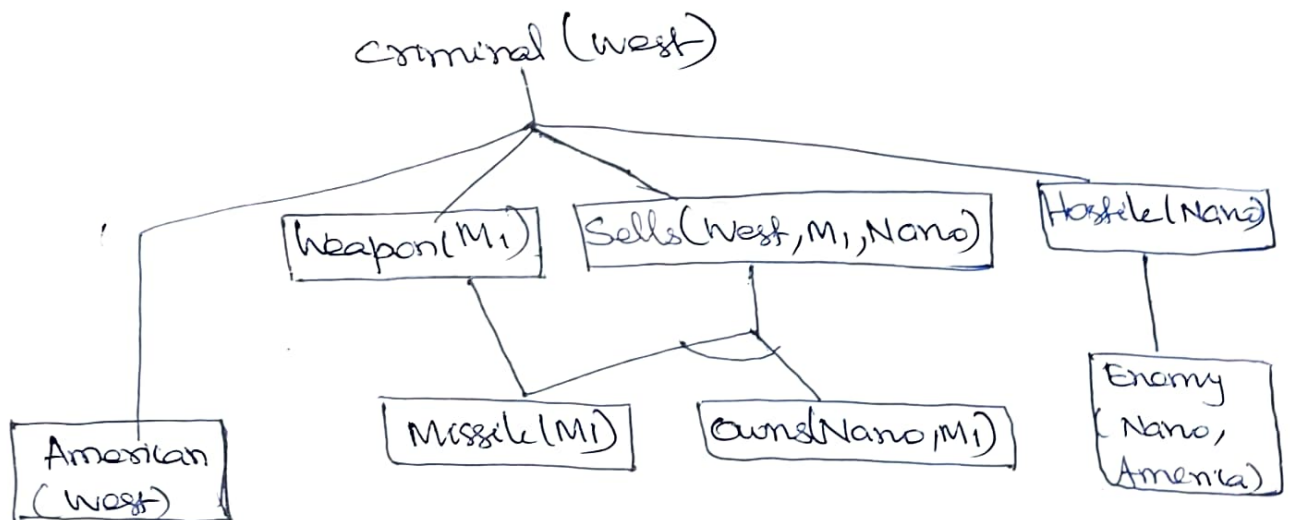 Criminal (West)
Weapon(M1)
Sells(West, M1, Nano)
Hostile(Nano)
Missile(M1)
Owns(Nano, M1)
Enemy
(Nano,
America)
American
(West)